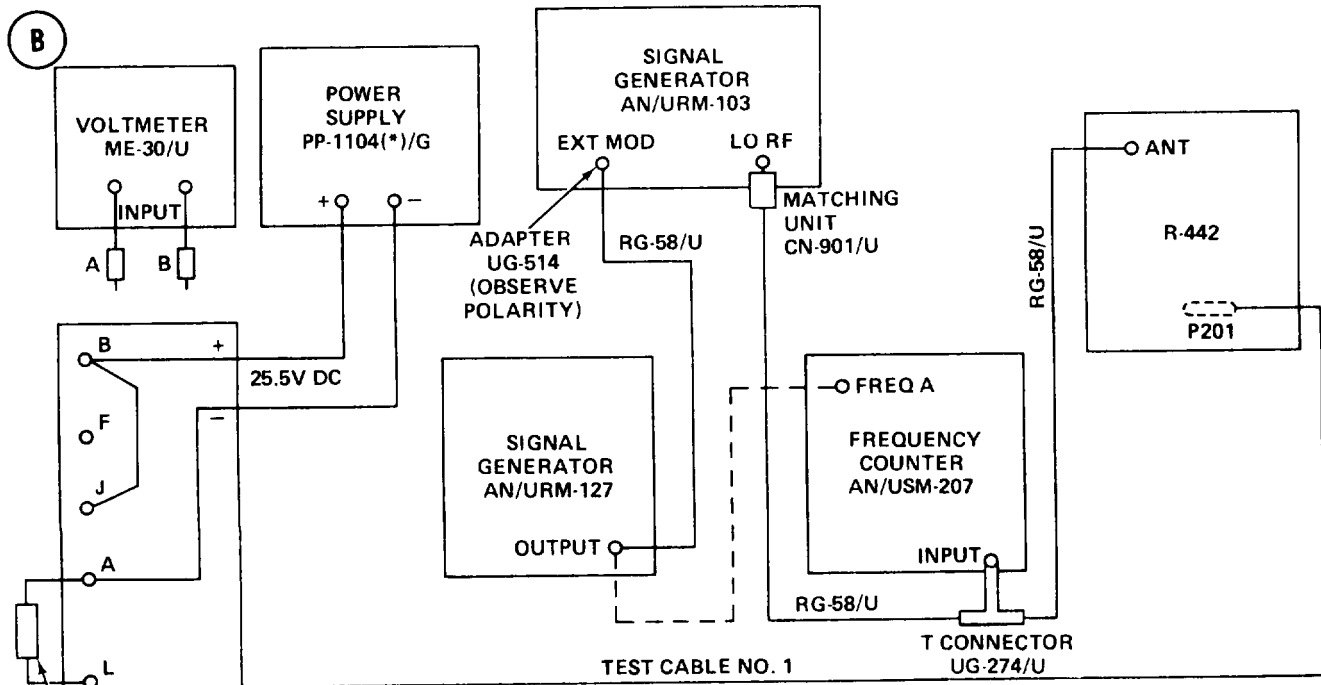 B
VOLTMETER
ME-30/U
INPUT
A
B
POWER
SUPPLY
PP-1104(*)/G
+
−
SIGNAL
GENERATOR
AN/URM-103
EXT MOD
LO RF
ADAPTER
UG-514
(OBSERVE
POLARITY)
RG-58/U
MATCHING
UNIT
CN-901/U
RG-58/U
ANT
R-442
P201
B
F
J
A
L
+
25.5V DC
−
SIGNAL
GENERATOR
AN/URM-127
OUTPUT
FREQ A
FREQUENCY
COUNTER
AN/USM-207
INPUT
RG-58/U
T CONNECTOR
UG-274/U
TEST CABLE NO. 1